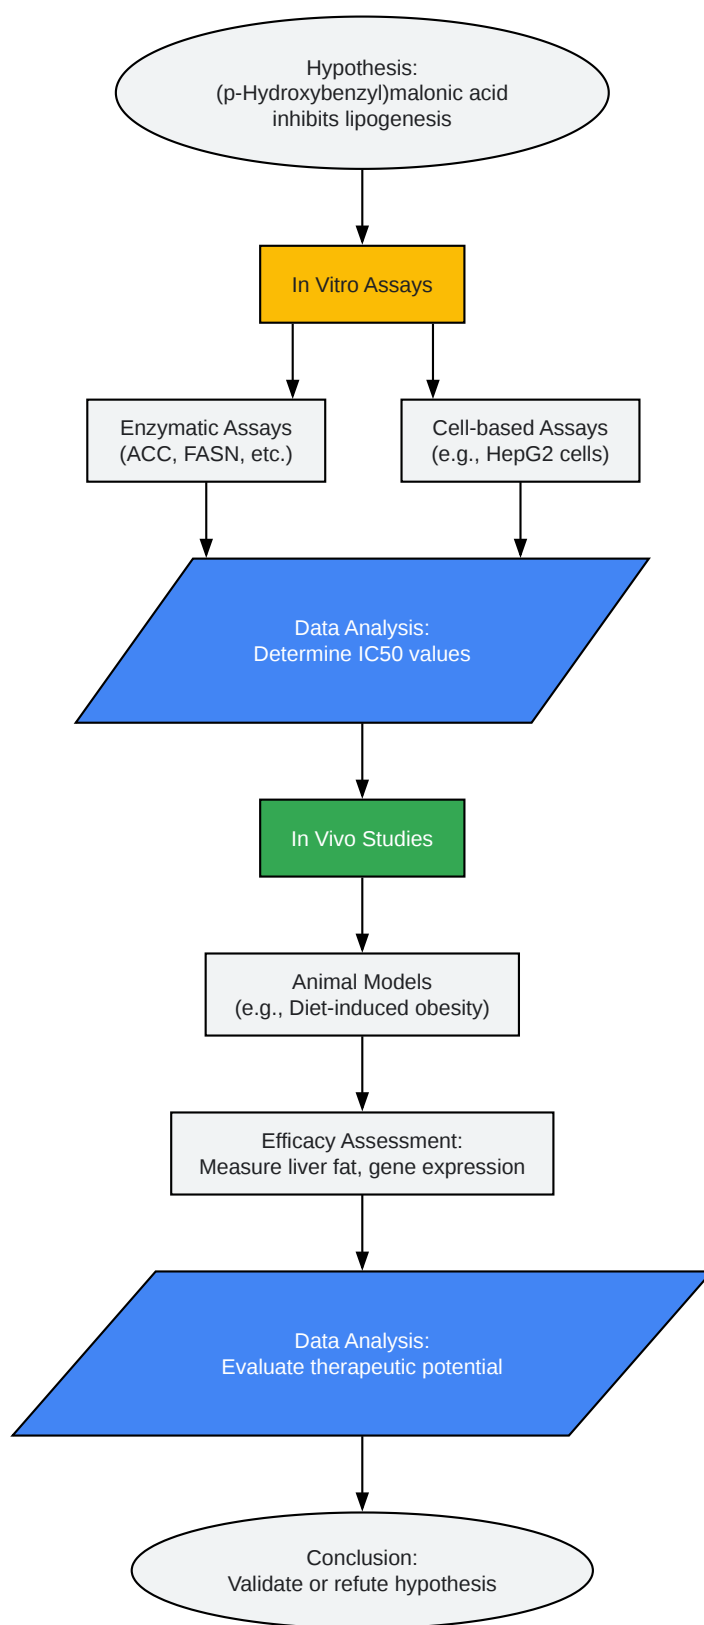 Hypothesis:
(p-Hydroxybenzyl)malonic acid
inhibits lipogenesis
In Vitro Assays
Enzymatic Assays
(ACC, FASN, etc.)
Cell-based Assays
(e.g., HepG2 cells)
Data Analysis:
Determine IC50 values
In Vivo Studies
Animal Models
(e.g., Diet-induced obesity)
Efficacy Assessment:
Measure liver fat, gene expression
Data Analysis:
Evaluate therapeutic potential
Conclusion:
Validate or refute hypothesis